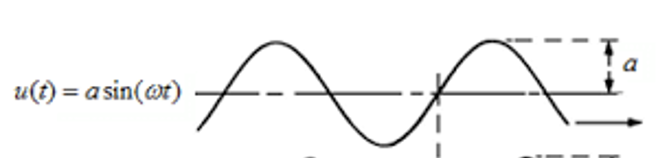 u(t) = a sin(ωt)
a